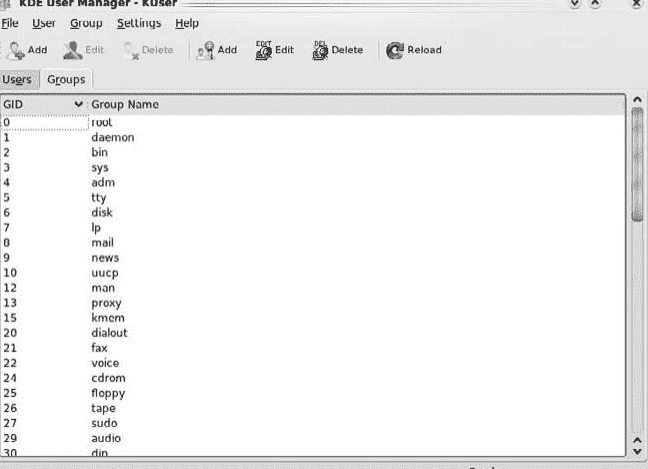 KDE User Manager - KUser
File User Group Settings Help
Add Edit Delete Add EDIT Edit DEL Delete Reload
Users Groups
GID Group Name
0 root
1 daemon
2 bin
3 sys
4 adm
5 tty
6 disk
7 lp
8 mail
9 news
10 uucp
12 man
13 proxy
15 kmem
20 dialout
21 fax
22 voice
24 cdrom
25 floppy
26 tape
27 sudo
29 audio
30 dip